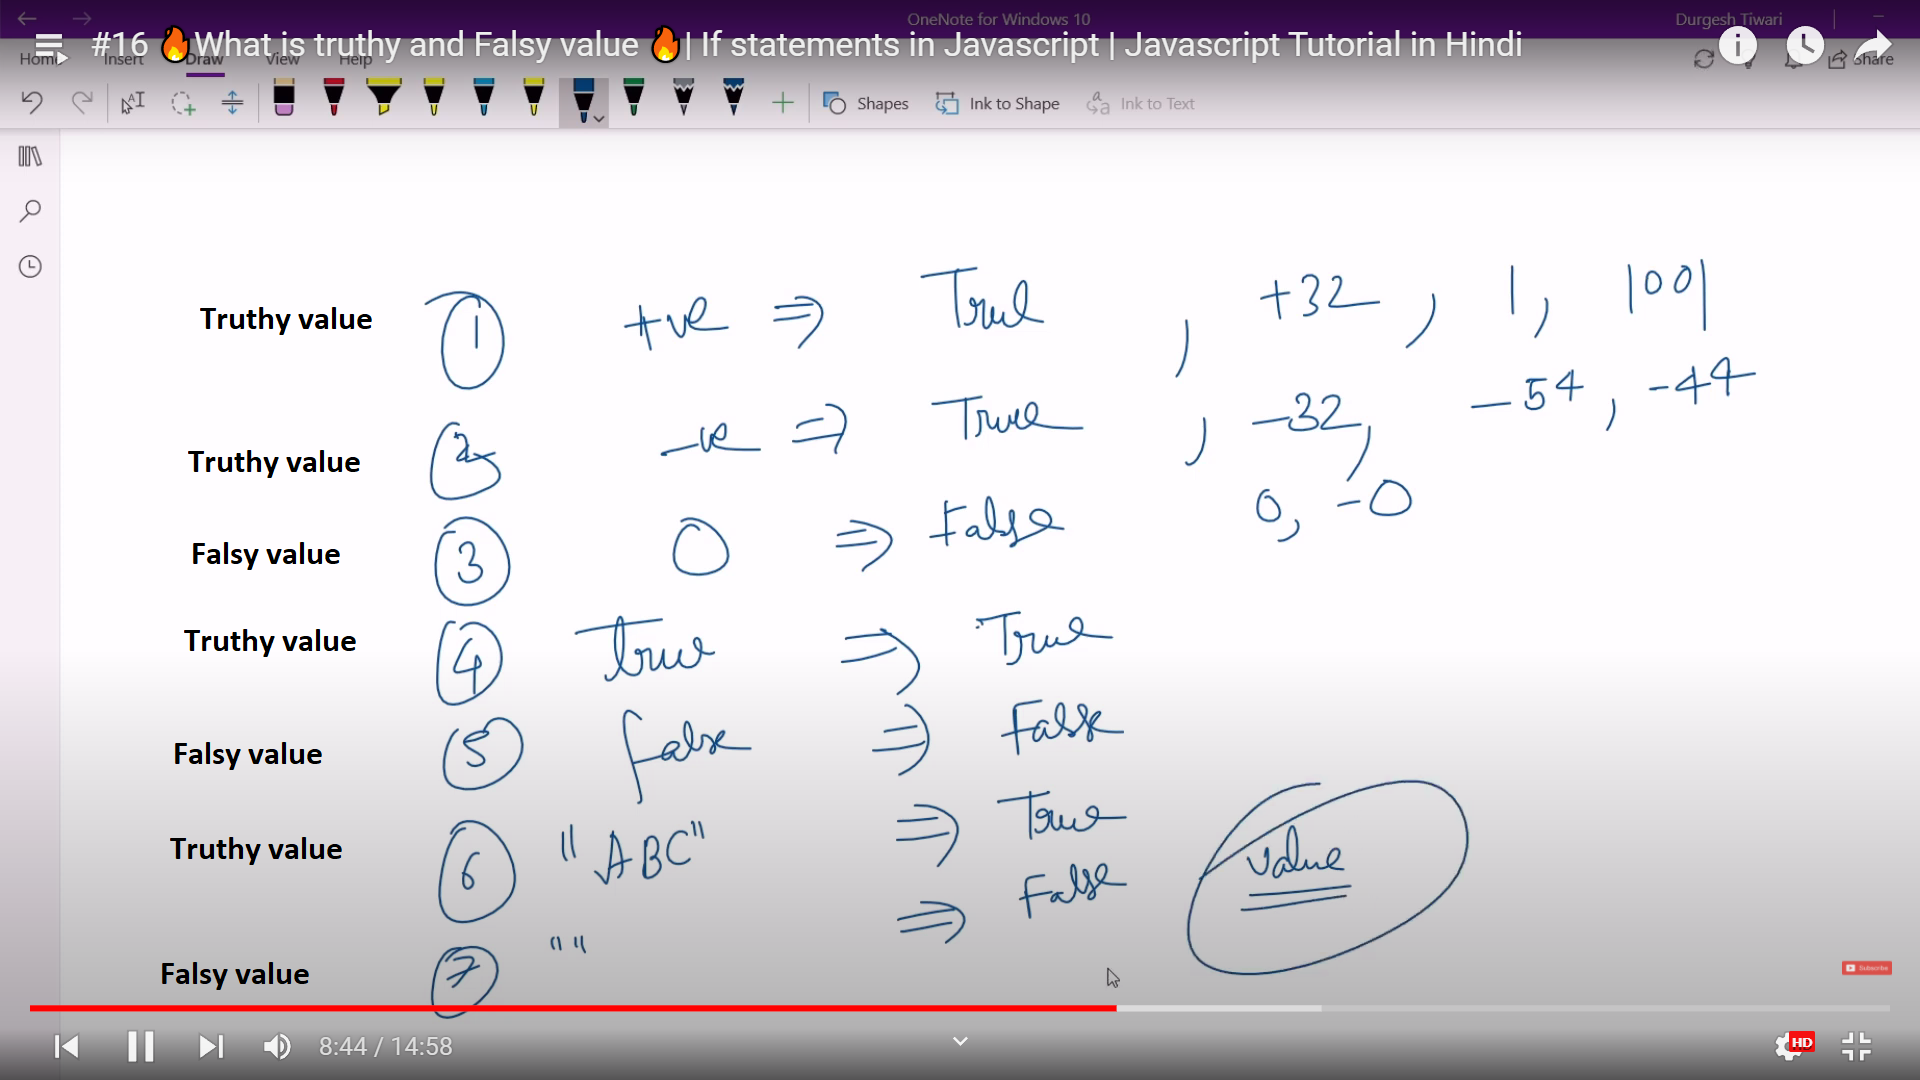 OneNote for Windows 10
Durgesh Tiwari
#16 🔥What is truthy and Falsy value 🔥| If statements in Javascript | Javascript Tutorial in Hindi
Home Insert Draw View Help Share
Shapes Ink to Shape Ink to Text
Truthy value 1 +ve ⇒ True , +32 , 1, 1001
Truthy value 2 -ve ⇒ True , -32, -54, -44
Falsy value 3 0 ⇒ False 0, -0
Truthy value 4 true ⇒ True
Falsy value 5 false ⇒ False
Truthy value 6 "ABC" ⇒ True
Falsy value 7 "" ⇒ False
value
Subscribe
8:44 / 14:58
HD